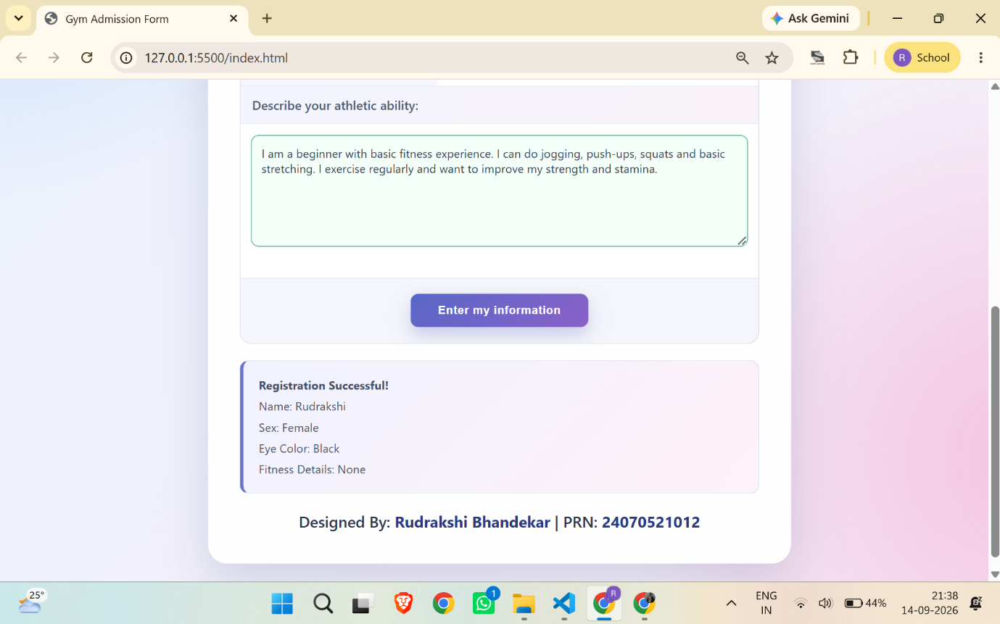 Gym Admission Form
Ask Gemini
127.0.0.1:5500/index.html
R
School
Describe your athletic ability:
I am a beginner with basic fitness experience. I can do jogging, push-ups, squats and basic
stretching. I exercise regularly and want to improve my strength and stamina.
Enter my information
Registration Successful!
Name: Rudrakshi
Sex: Female
Eye Color: Black
Fitness Details: None
Designed By: Rudrakshi Bhandekar | PRN: 24070521012
25°
1
R
ENG
IN
44%
21:38
14-09-2026